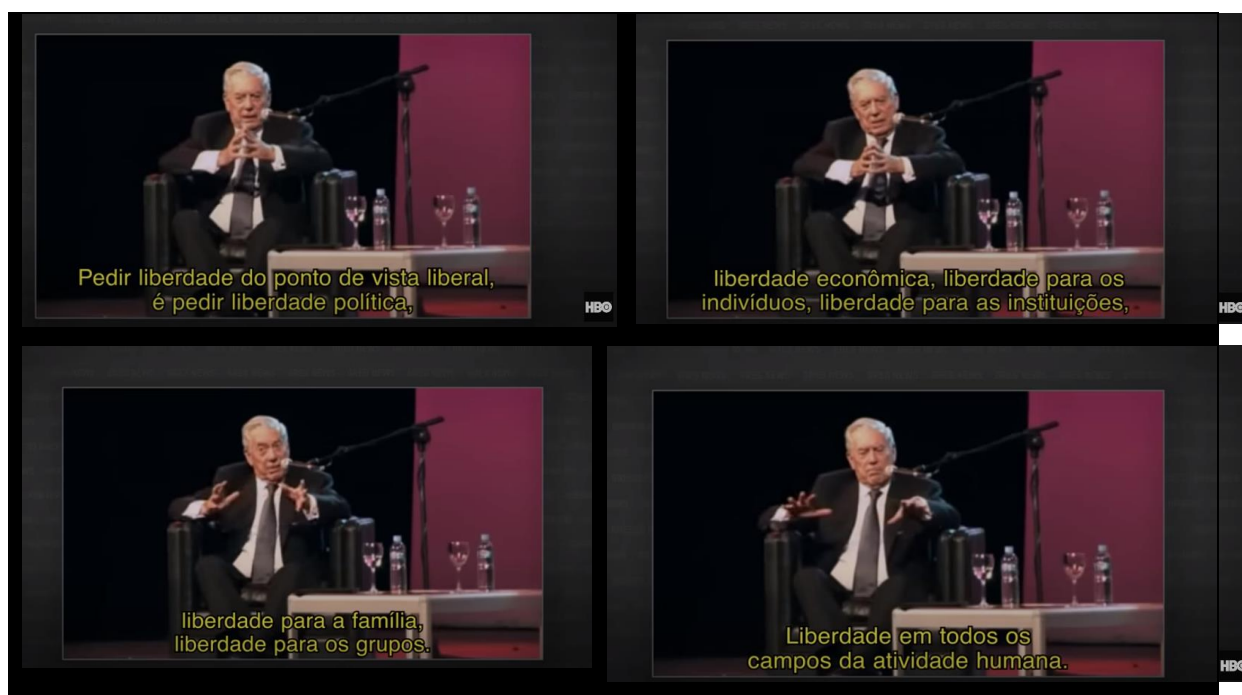 Pedir liberdade do ponto de vista liberal,
é pedir liberdade política,
HBO
liberdade econômica, liberdade para os
indivíduos, liberdade para as instituições,
HBO
liberdade para a família,
liberdade para os grupos.
Liberdade em todos os
campos da atividade humana.
HBO